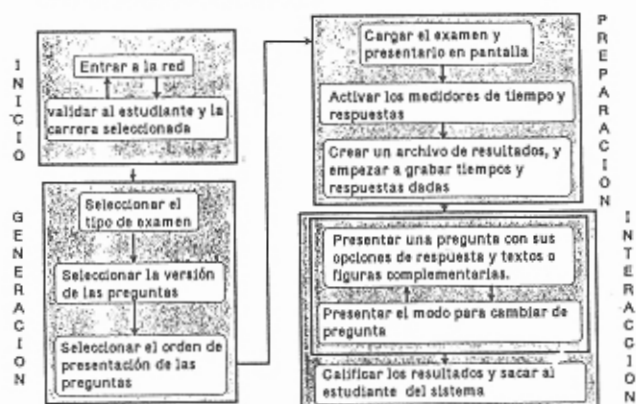 INICIO
Entrar a la red
validar al estudiante y la
carrera seleccionada
GENERACION
Seleccionar el
tipo de examen
Seleccionar la versión
de las preguntas
Seleccionar el orden de
presentación de las
preguntas
PREPARACION
Cargar el examen y
presentarlo en pantalla
Activar los medidores de tiempo y
respuestas
Crear un archivo de resultados, y
empezar a grabar tiempos y
respuestas dadas
INTERACCION
Presentar una pregunta con sus
opciones de respuesta y textos o
figuras complementarias.
Presentar el modo para cambiar de
pregunta
Calificar los resultados y sacar al
estudiante del sistema